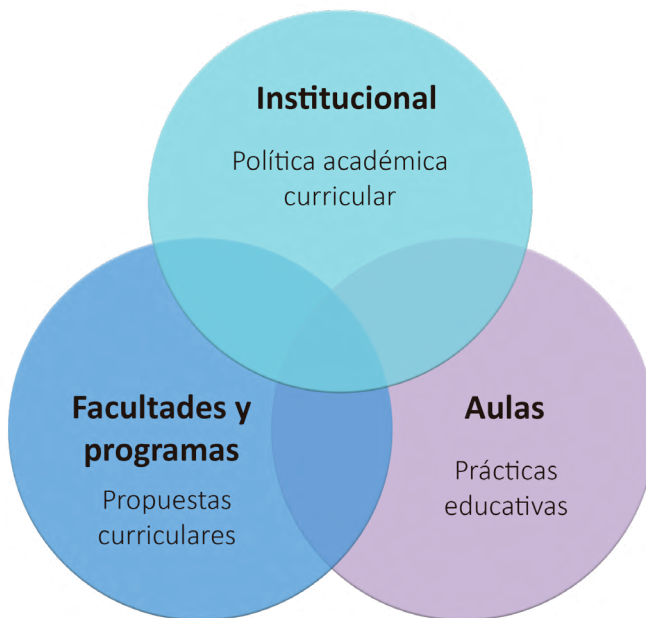 Institucional
Política académica
curricular
Facultades y
programas
Propuestas
curriculares
Aulas
Prácticas
educativas